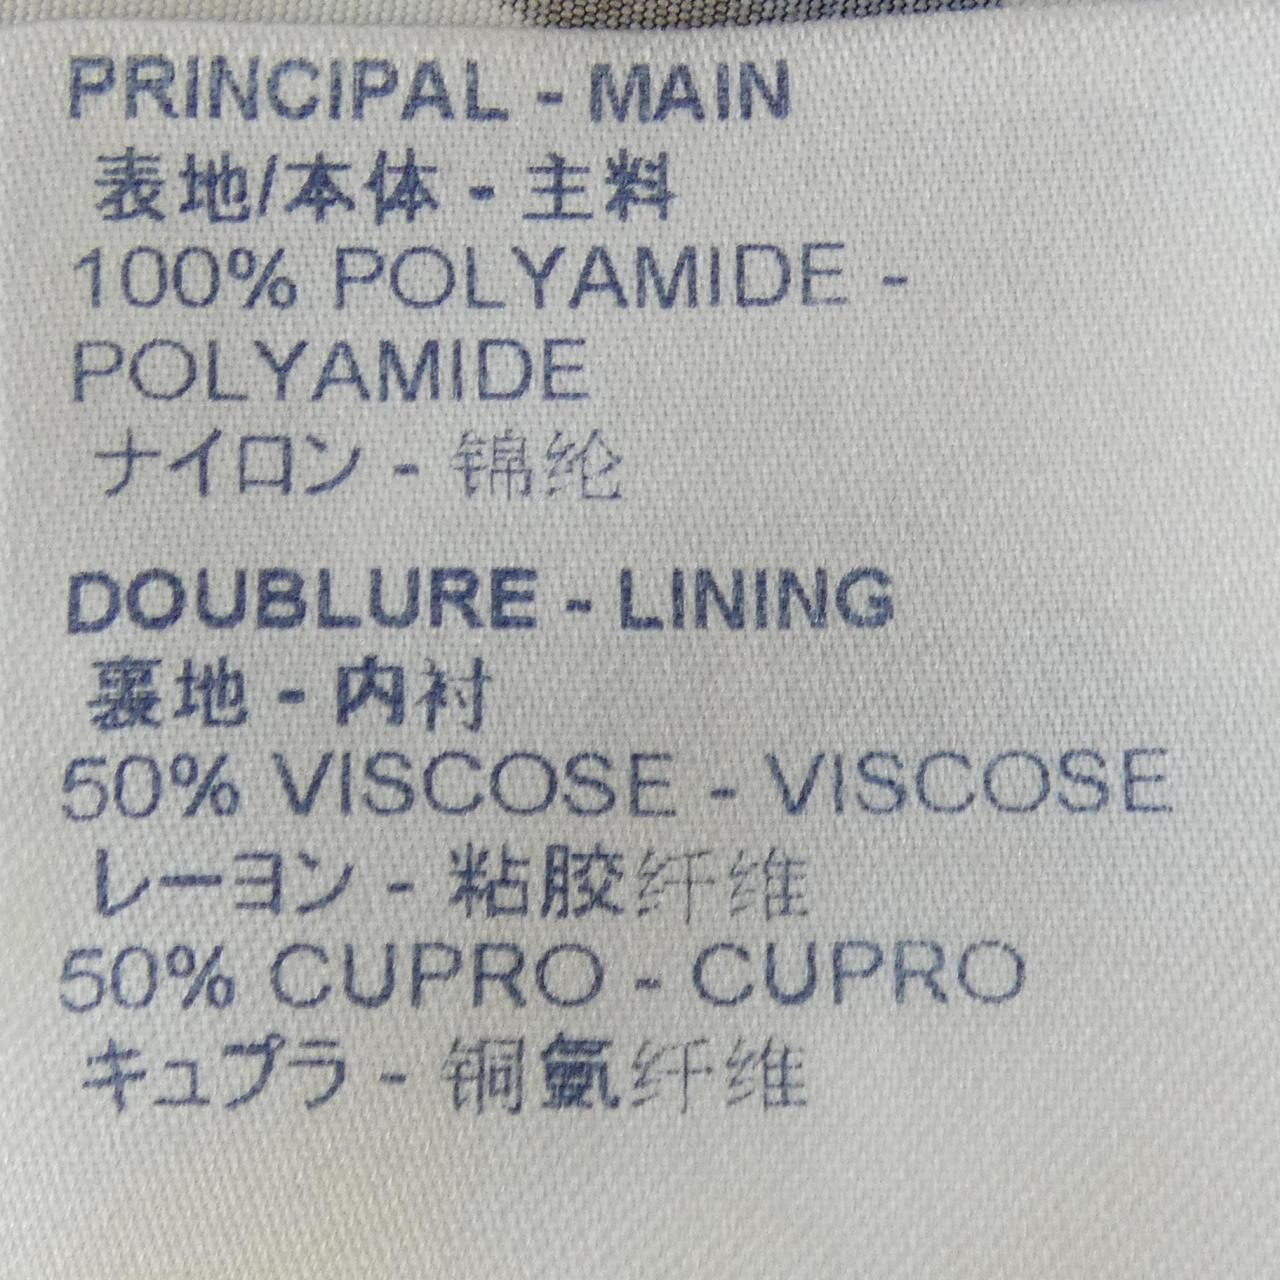 PRINCIPAL - MAIN
表地/本体 - 主料
100% POLYAMIDE -
POLYAMIDE
ナイロン - 锦纶
DOUBLURE - LINING
裏地 - 内衬
50% VISCOSE - VISCOSE
レーヨン - 粘胶纤维
50% CUPRO - CUPRO
キュプラ - 铜氨纤维